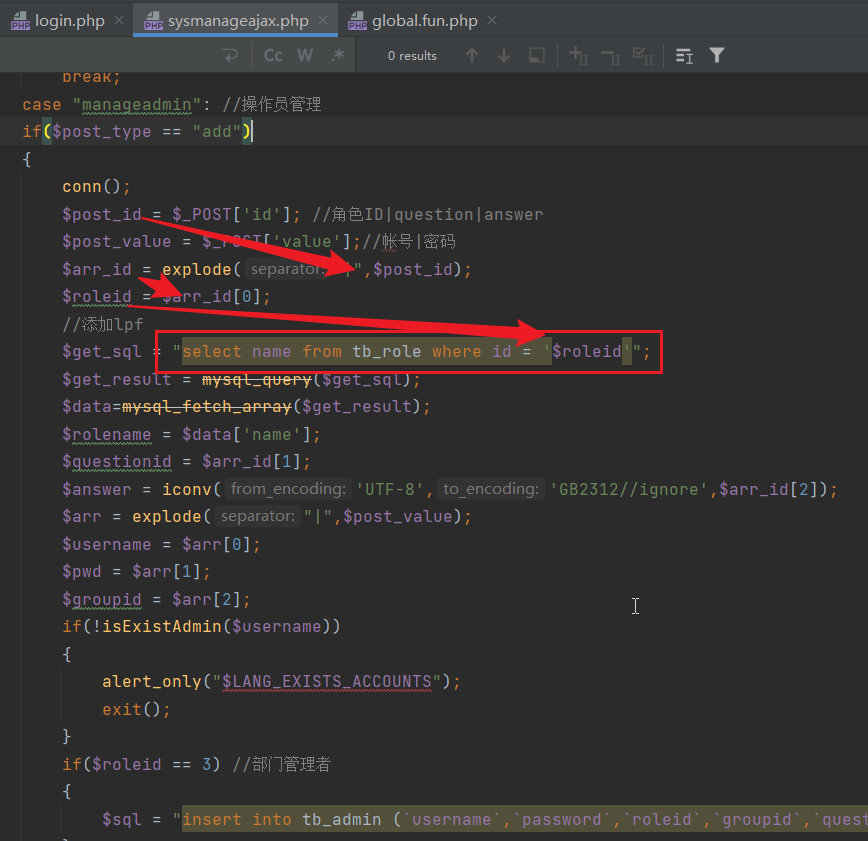 login.php
sysmanageajax.php
global.fun.php
Cc W .* 0 results
break;
case "manageadmin": //操作员管理
if($post_type == "add")
{
conn();
$post_id = $_POST['id']; //角色ID|question|answer
$post_value = $_POST['value'];//帐号|密码
$arr_id = explode( separator: "|",$post_id);
$roleid = $arr_id[0];
//添加lpf
$get_sql = "select name from tb_role where id = '$roleid'";
$get_result = mysql_query($get_sql);
$data=mysql_fetch_array($get_result);
$rolename = $data['name'];
$questionid = $arr_id[1];
$answer = iconv( from_encoding: 'UTF-8', to_encoding: 'GB2312//ignore',$arr_id[2]);
$arr = explode( separator: "|",$post_value);
$username = $arr[0];
$pwd = $arr[1];
$groupid = $arr[2];
if(!isExistAdmin($username))
{
alert_only("$LANG_EXISTS_ACCOUNTS");
exit();
}
if($roleid == 3) //部门管理者
{
$sql = "insert into tb_admin (`username`,`password`,`roleid`,`groupid`,`quest